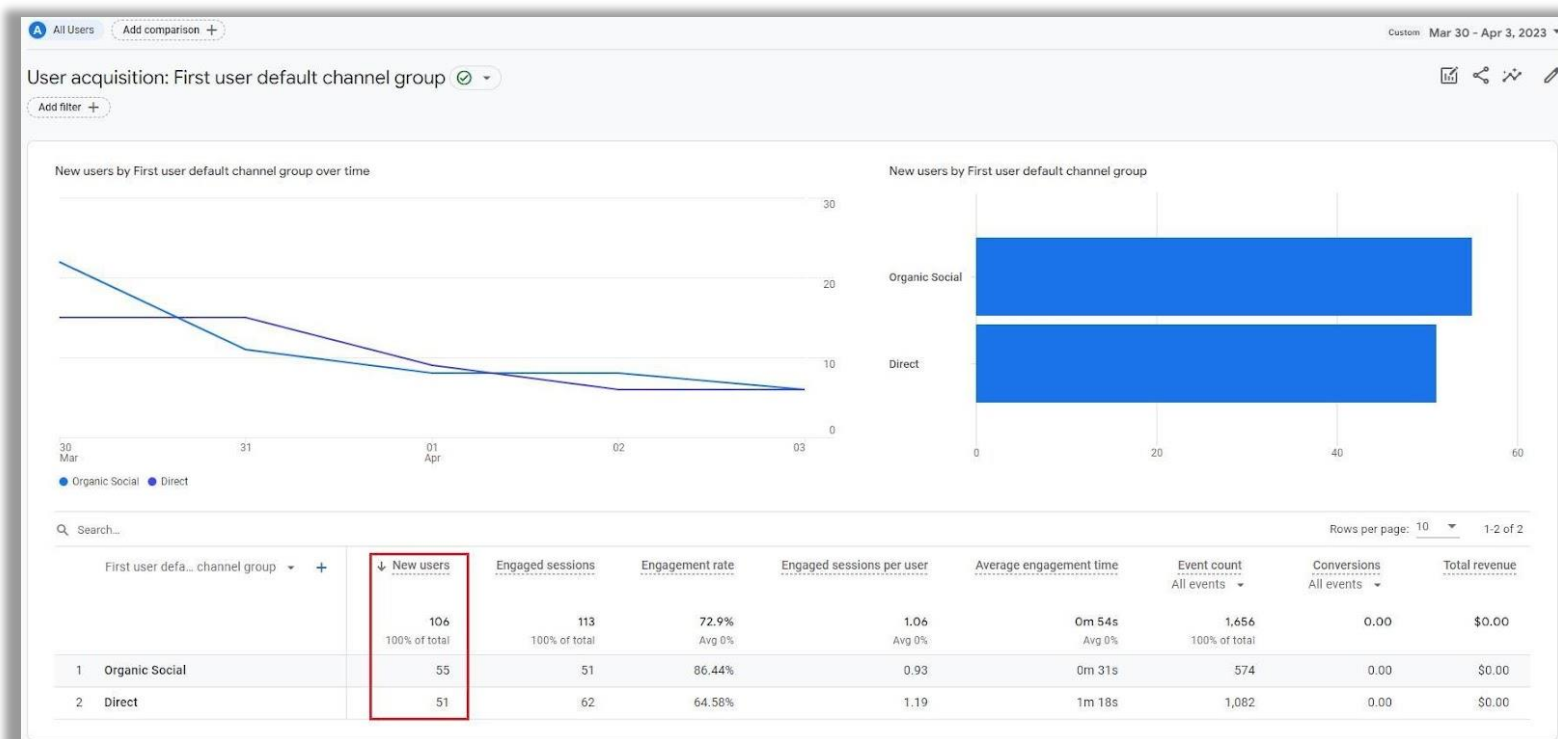 A All Users Add comparison +
Custom Mar 30 - Apr 3, 2023
User acquisition: First user default channel group
Add filter +
New users by First user default channel group over time
30
20
10
0
30 Mar
31
01 Apr
02
03
Organic Social Direct
New users by First user default channel group
Organic Social
Direct
0 20 40 60
Search...
Rows per page: 10 1-2 of 2
First user defa... channel group + ↓ New users Engaged sessions Engagement rate Engaged sessions per user Average engagement time Event count Conversions Total revenue
All events All events
106 113 72.9% 1.06 0m 54s 1,656 0.00 $0.00
100% of total 100% of total Avg 0% Avg 0% Avg 0% 100% of total
1 Organic Social 55 51 86.44% 0.93 0m 31s 574 0.00 $0.00
2 Direct 51 62 64.58% 1.19 1m 18s 1,082 0.00 $0.00